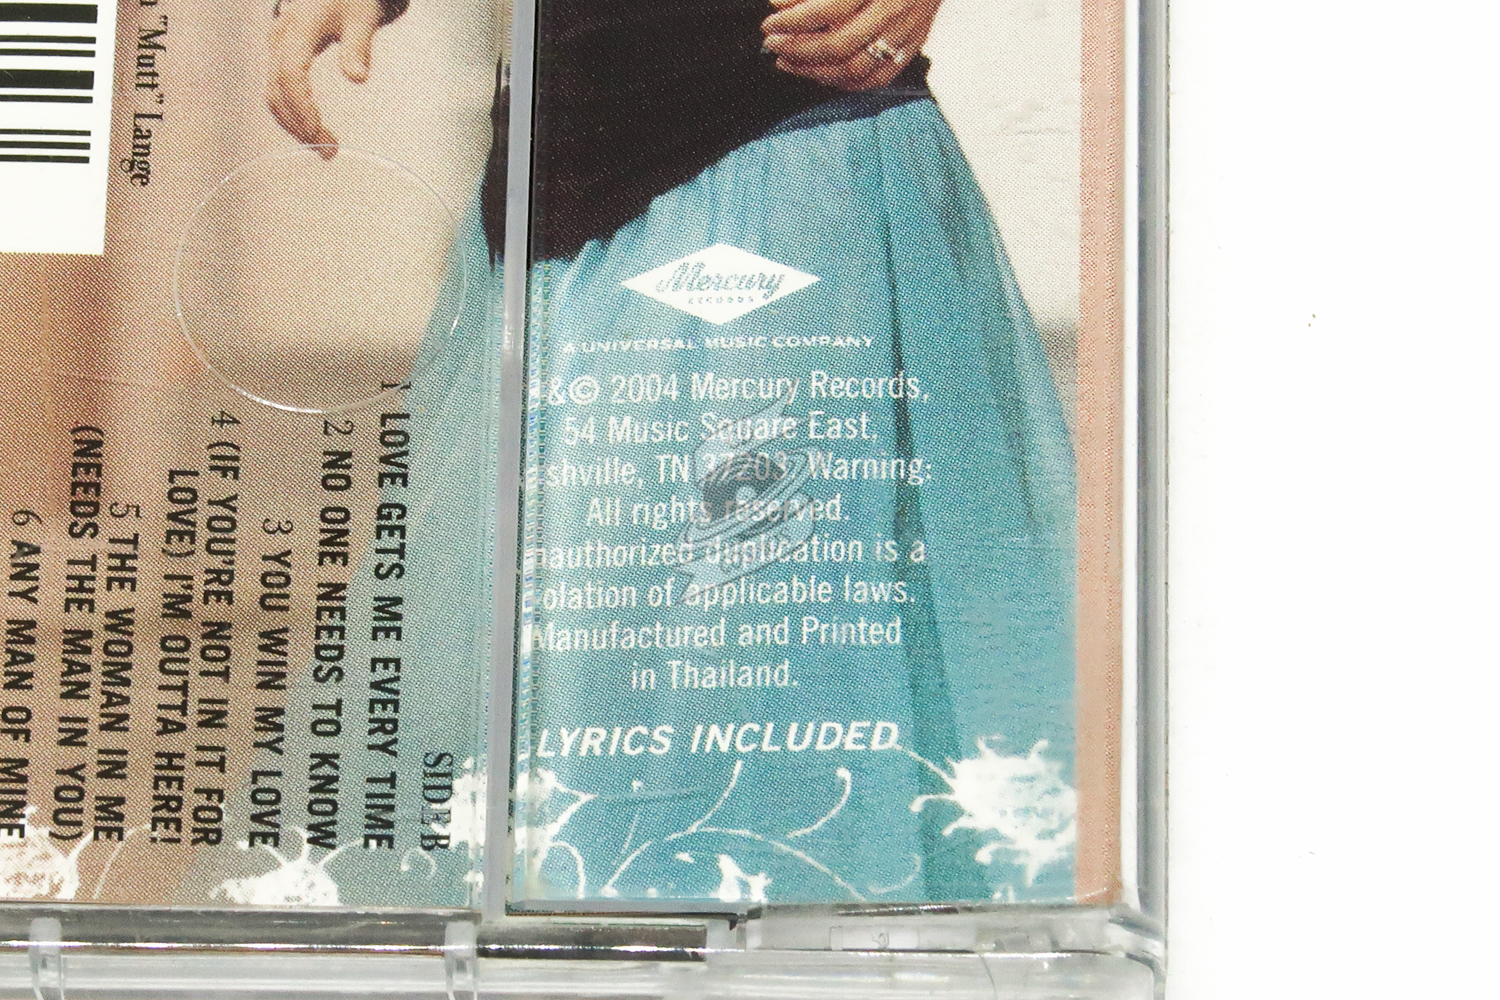 "Mutt" Lange
SIDE B
1 LOVE GETS ME EVERY TIME
2 NO ONE NEEDS TO KNOW
3 YOU WIN MY LOVE
4 (IF YOU'RE NOT IN IT FOR
LOVE) I'M OUTTA HERE!
5 THE WOMAN IN ME
(NEEDS THE MAN IN YOU)
6 ANY MAN OF MINE
Mercury
RECORDS
A UNIVERSAL MUSIC COMPANY
&© 2004 Mercury Records,
54 Music Square East,
shville, TN 37203. Warning:
All rights reserved.
nauthorized duplication is a
olation of applicable laws.
Manufactured and Printed
in Thailand.
LYRICS INCLUDED